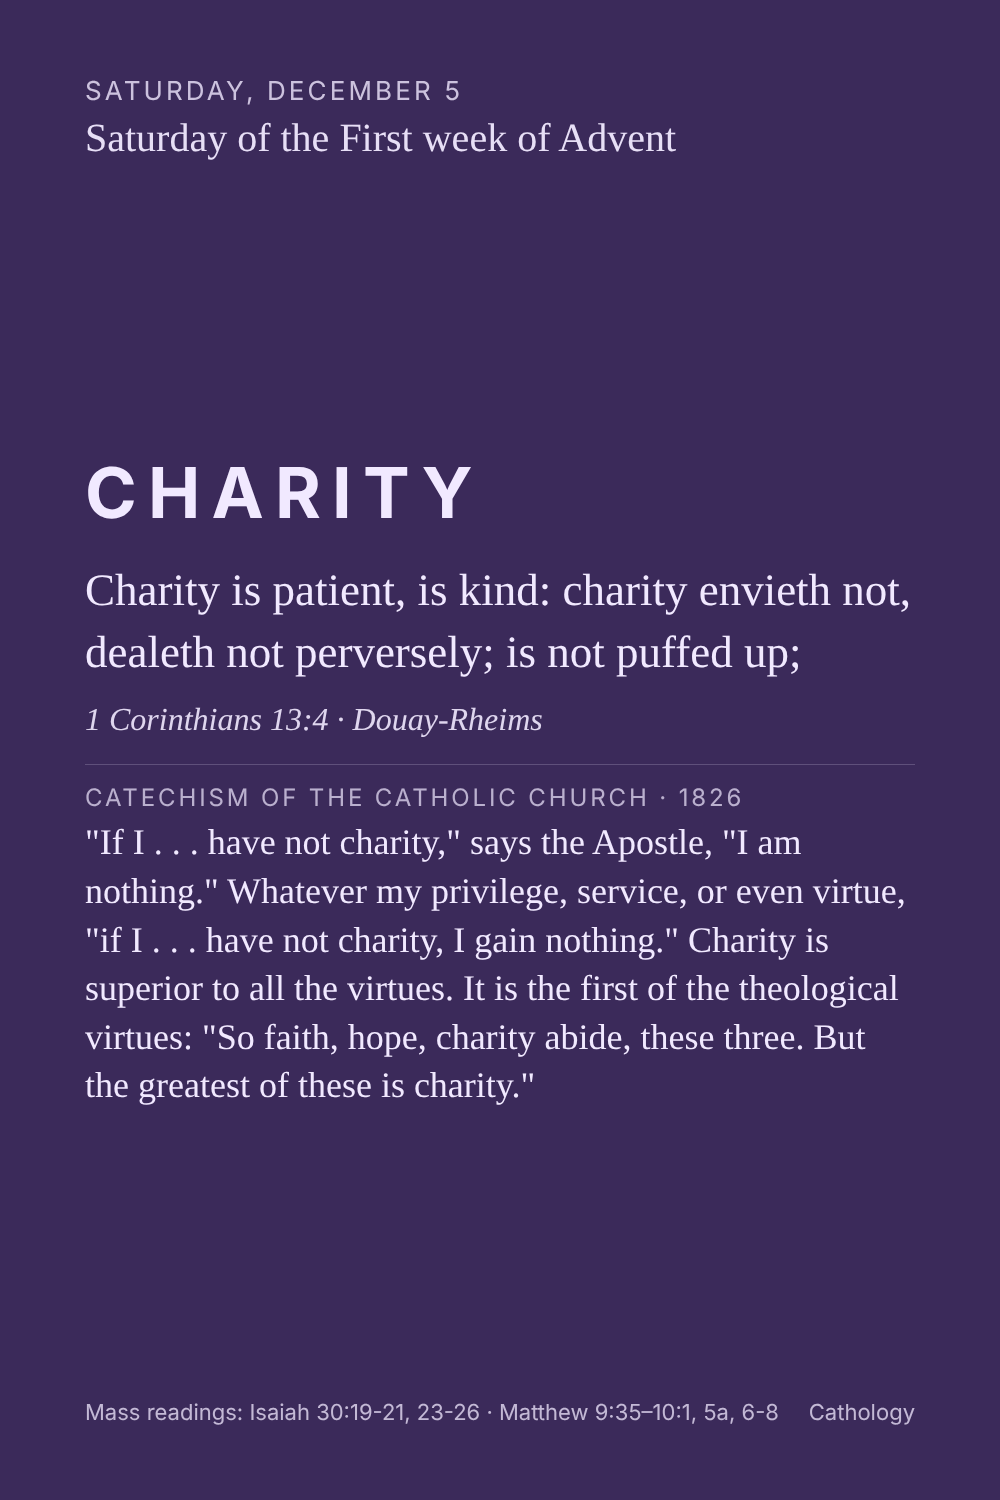 SATURDAY, DECEMBER 5
Saturday of the First week of Advent
CHARITY
Charity is patient, is kind: charity envieth not,
dealeth not perversely; is not puffed up;
1 Corinthians 13:4 · Douay-Rheims
CATECHISM OF THE CATHOLIC CHURCH · 1826
"If I . . . have not charity," says the Apostle, "I am
nothing." Whatever my privilege, service, or even virtue,
"if I . . . have not charity, I gain nothing." Charity is
superior to all the virtues. It is the first of the theological
virtues: "So faith, hope, charity abide, these three. But
the greatest of these is charity."
Mass readings: Isaiah 30:19-21, 23-26 · Matthew 9:35–10:1, 5a, 6-8 Cathology